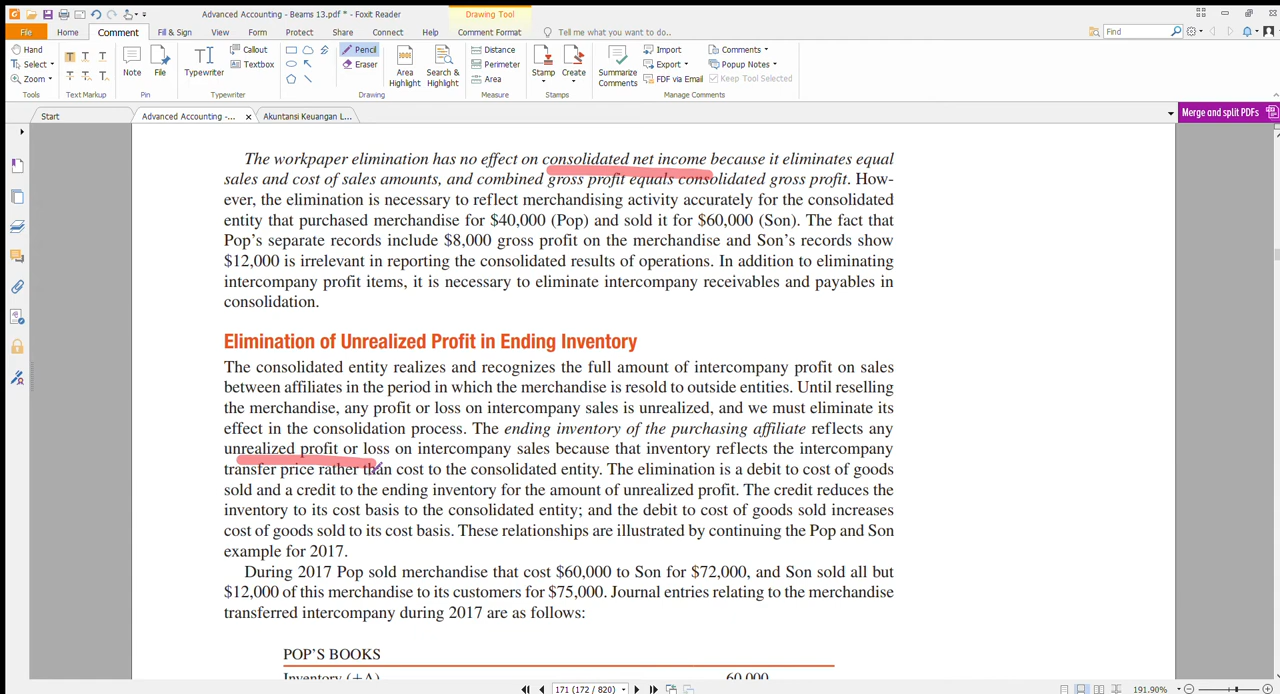 Advanced Accounting - Beams 13.pdf * - Foxit Reader
Drawing Tool
File Home Comment Fill & Sign View Form Protect Share Connect Help Comment Format Tell me what you want to do.. Find
Hand
Select
Zoom
Tools
Text Markup
Note
File
Pin
Typewriter
Callout
Textbox
Typewriter
Pencil
Eraser
Drawing
Area Highlight
Search & Highlight
Distance
Perimeter
Area
Measure
Stamp
Create
Stamps
Summarize Comments
Import
Export
FDF via Email
Comments
Popup Notes
Keep Tool Selected
Manage Comments
Start Advanced Accounting -... Akuntansi Keuangan L... Merge and split PDFs
The workpaper elimination has no effect on consolidated net income because it eliminates equal
sales and cost of sales amounts, and combined gross profit equals consolidated gross profit. How-
ever, the elimination is necessary to reflect merchandising activity accurately for the consolidated
entity that purchased merchandise for $40,000 (Pop) and sold it for $60,000 (Son). The fact that
Pop's separate records include $8,000 gross profit on the merchandise and Son's records show
$12,000 is irrelevant in reporting the consolidated results of operations. In addition to eliminating
intercompany profit items, it is necessary to eliminate intercompany receivables and payables in
consolidation.
Elimination of Unrealized Profit in Ending Inventory
The consolidated entity realizes and recognizes the full amount of intercompany profit on sales
between affiliates in the period in which the merchandise is resold to outside entities. Until reselling
the merchandise, any profit or loss on intercompany sales is unrealized, and we must eliminate its
effect in the consolidation process. The ending inventory of the purchasing affiliate reflects any
unrealized profit or loss on intercompany sales because that inventory reflects the intercompany
transfer price rather than cost to the consolidated entity. The elimination is a debit to cost of goods
sold and a credit to the ending inventory for the amount of unrealized profit. The credit reduces the
inventory to its cost basis to the consolidated entity; and the debit to cost of goods sold increases
cost of goods sold to its cost basis. These relationships are illustrated by continuing the Pop and Son
example for 2017.
During 2017 Pop sold merchandise that cost $60,000 to Son for $72,000, and Son sold all but
$12,000 of this merchandise to its customers for $75,000. Journal entries relating to the merchandise
transferred intercompany during 2017 are as follows:
POP'S BOOKS
Inventory (+A) 60,000
171 (172 / 820) 191.90%